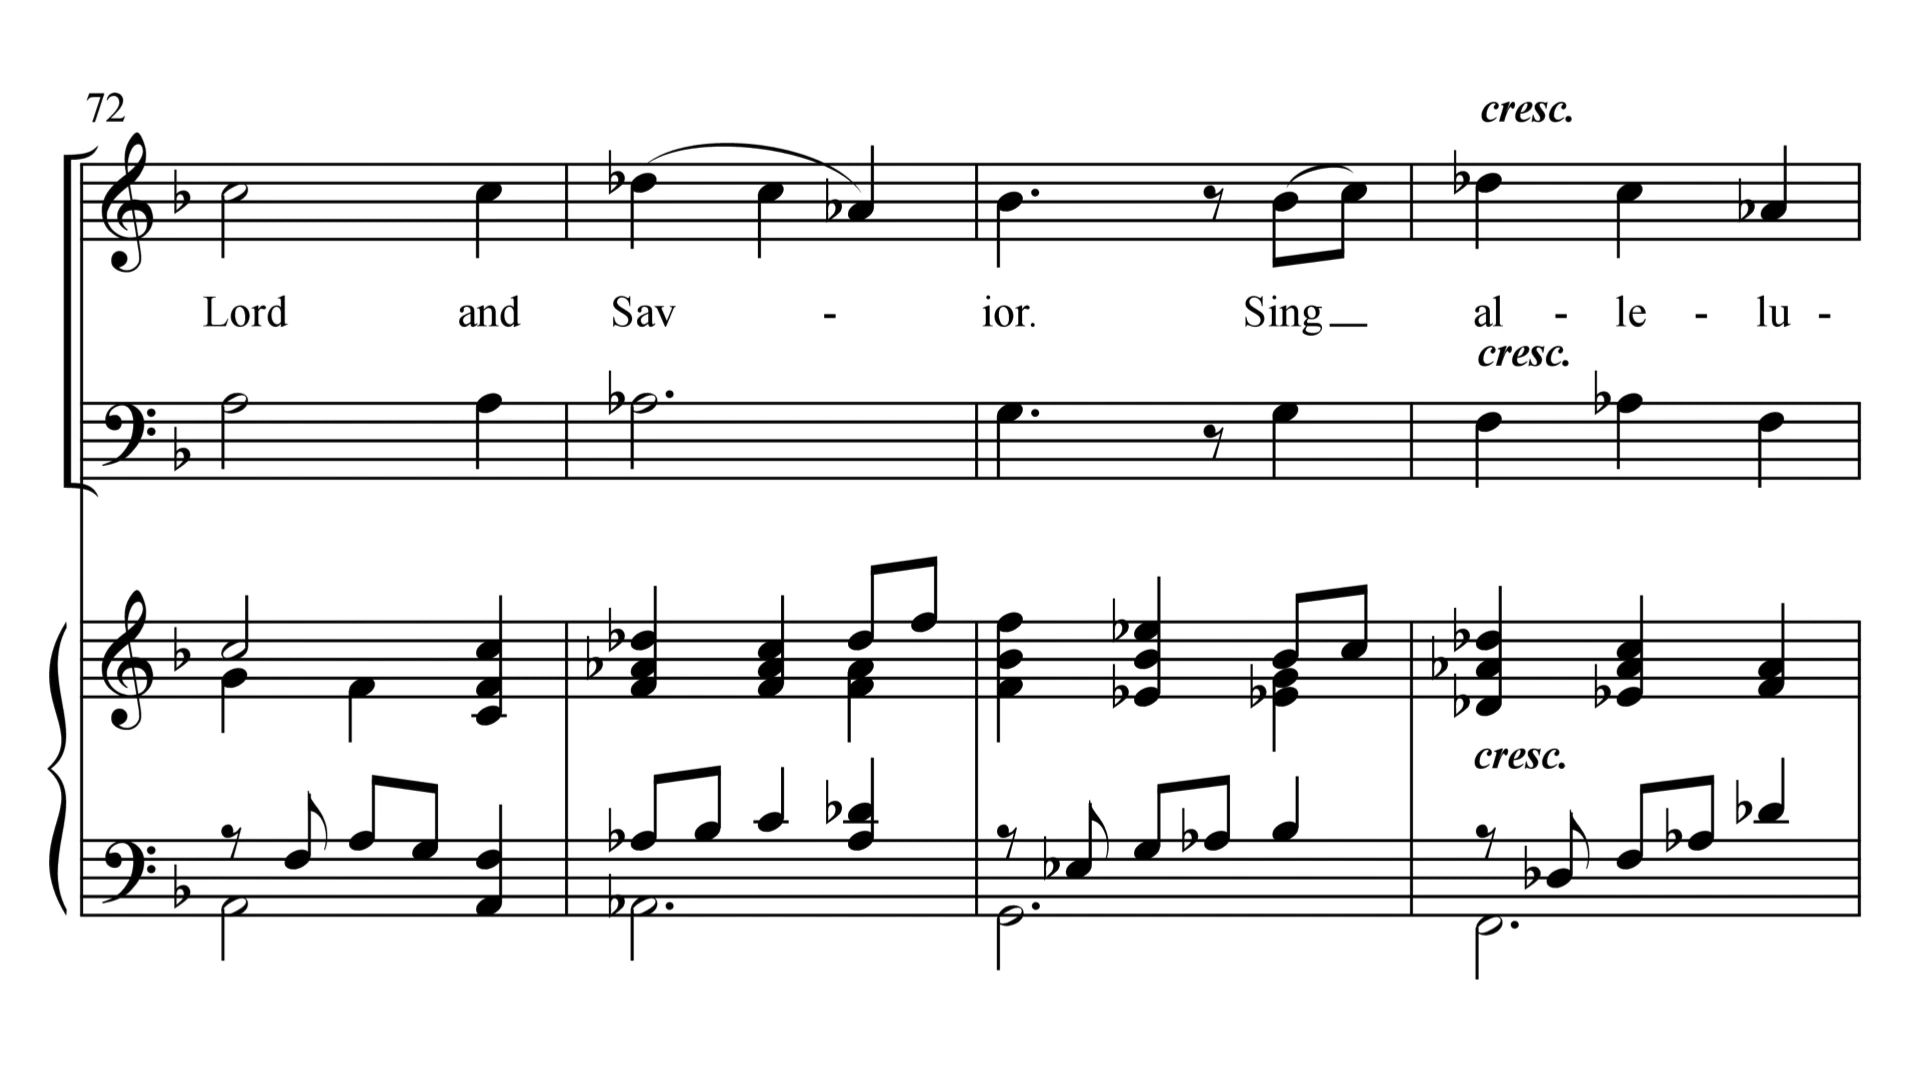 72
cresc.
Lord and Sav - ior. Sing al - le - lu -
cresc.
cresc.